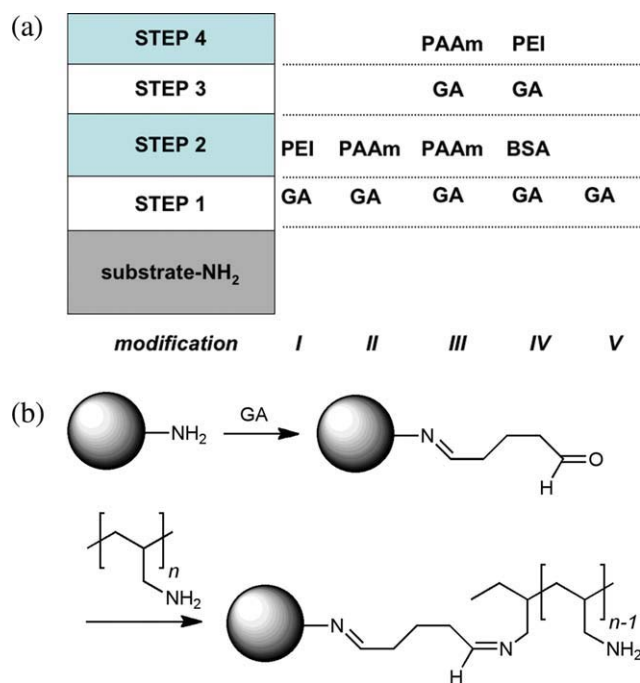 (a)
STEP 4 PAAm PEI
STEP 3 GA GA
STEP 2 PEI PAAm PAAm BSA
STEP 1 GA GA GA GA GA
substrate-NH2
modification I II III IV V
(b)
NH2 GA N O
H
n
NH2
N N n-1
H NH2